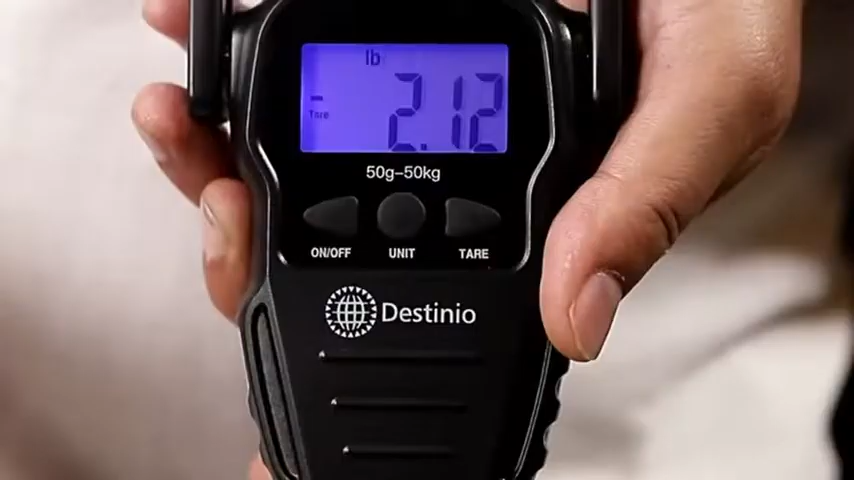 lb
- 2.12
Tare
50g-50kg
ON/OFF UNIT TARE
Destinio